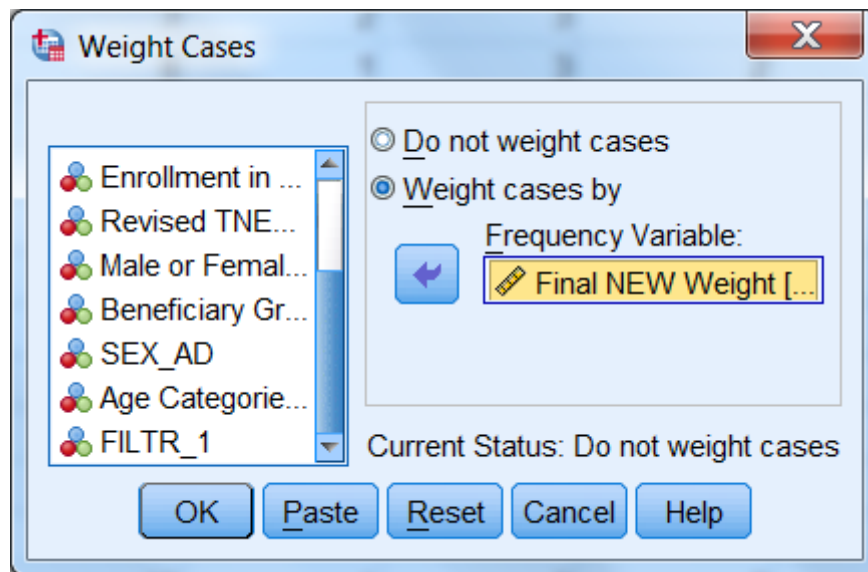 Weight Cases
Enrollment in ...
Revised TNE...
Male or Femal...
Beneficiary Gr...
SEX_AD
Age Categorie...
FILTR_1
Do not weight cases
Weight cases by
Frequency Variable:
Final NEW Weight [...
Current Status: Do not weight cases
OK Paste Reset Cancel Help